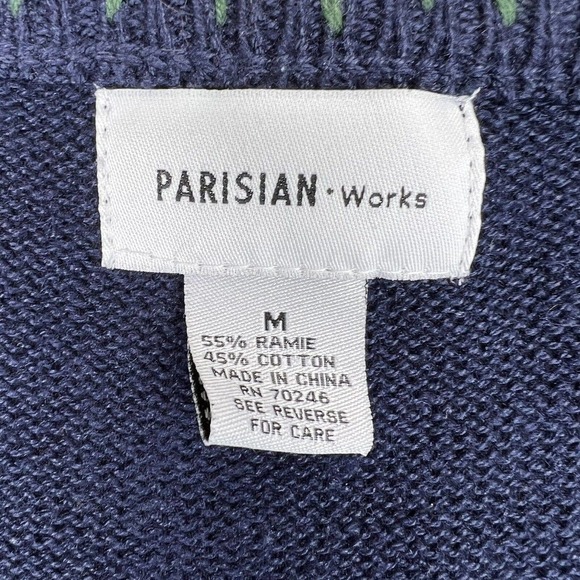 PARISIAN · Works
M
55% RAMIE
45% COTTON
MADE IN CHINA
RN 70246
SEE REVERSE
FOR CARE